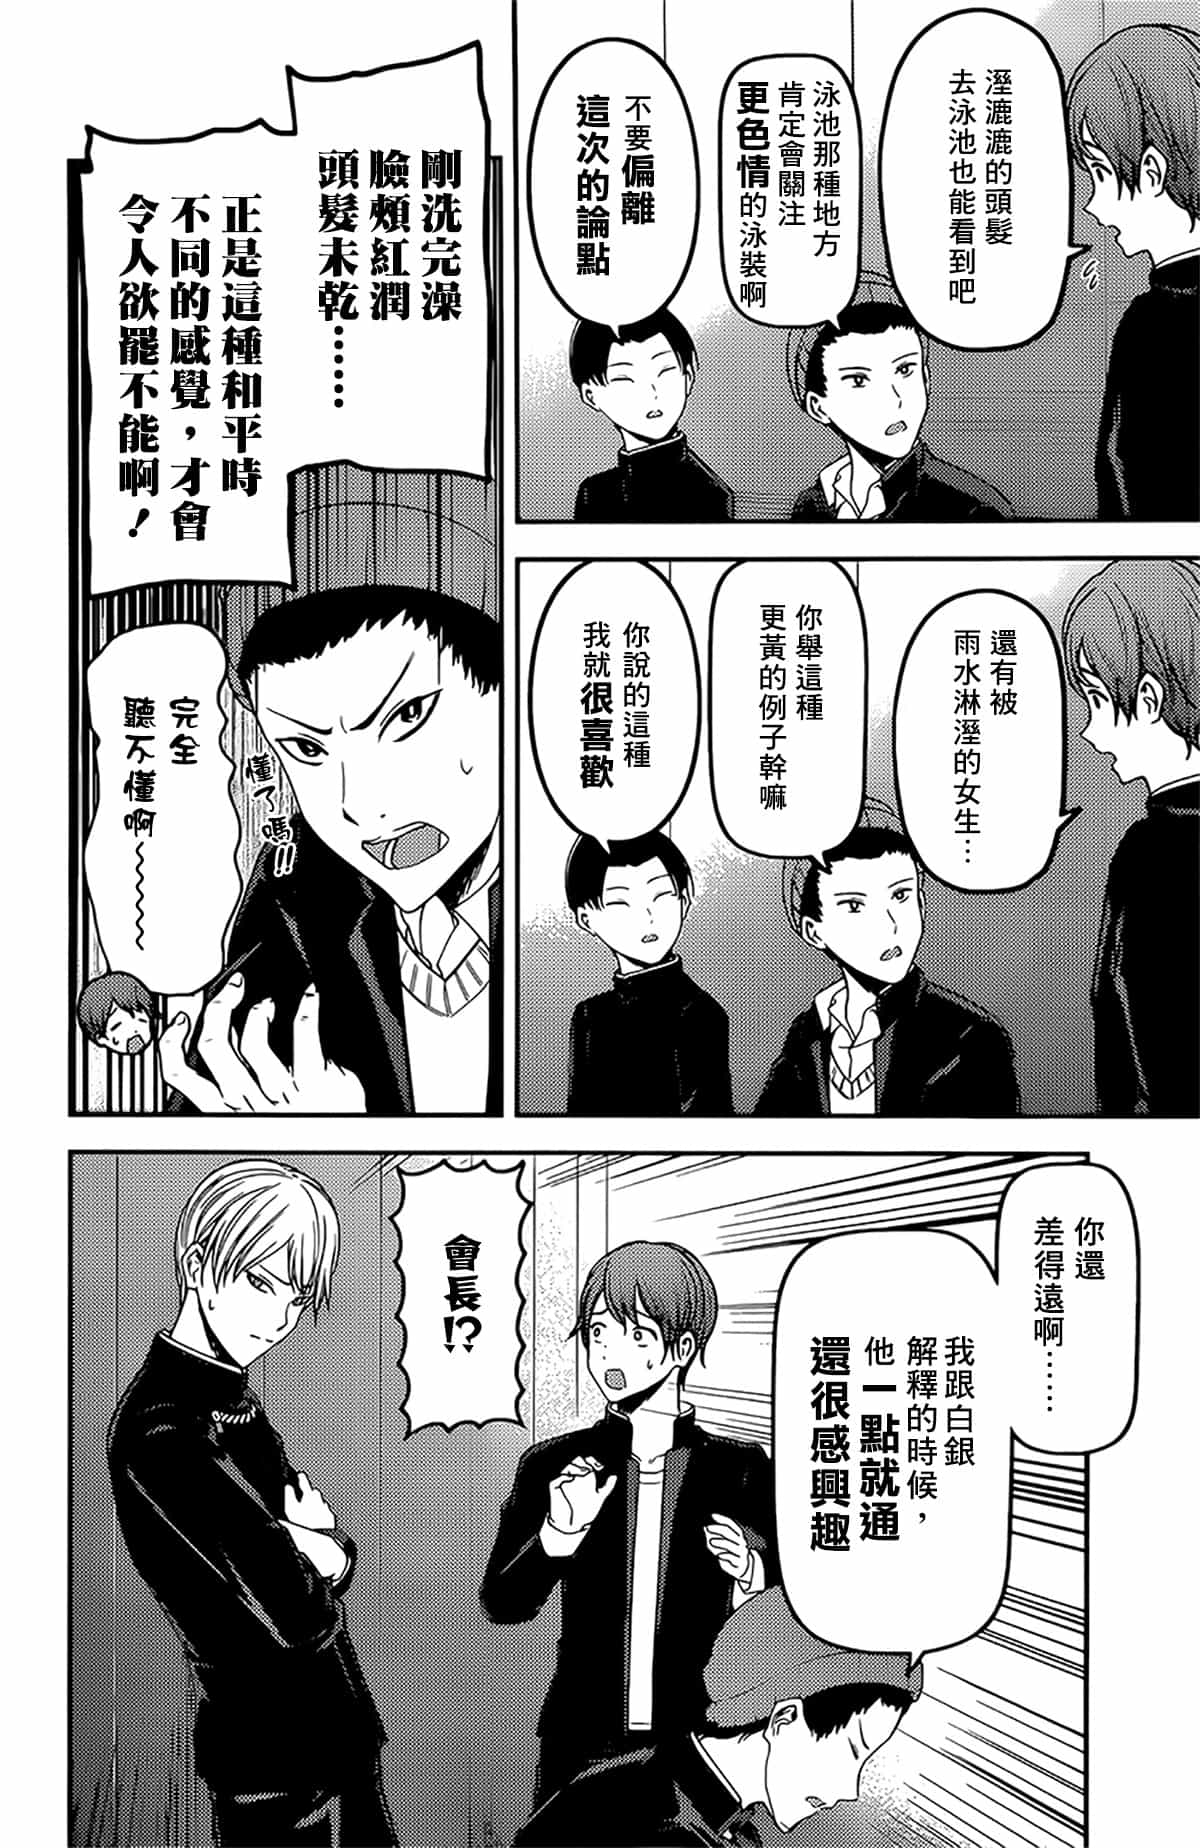 溼漉漉的頭髮
去泳池也能看到吧
泳池那種地方
肯定會關注
更色情的泳裝啊
不要偏離
這次的論點
還有被
雨水淋溼的女生…
你舉這種
更黃的例子幹嘛
你說的這種
我就很喜歡
剛洗完澡
臉頰紅潤
頭髮未乾……
正是這種和平時
不同的感覺，才會
令人欲罷不能啊！
懂了嗎!!
完全
聽不懂啊～～～
你還
差得遠啊……
我跟白銀
解釋的時候，
他一點就通
還很感興趣
會長!?